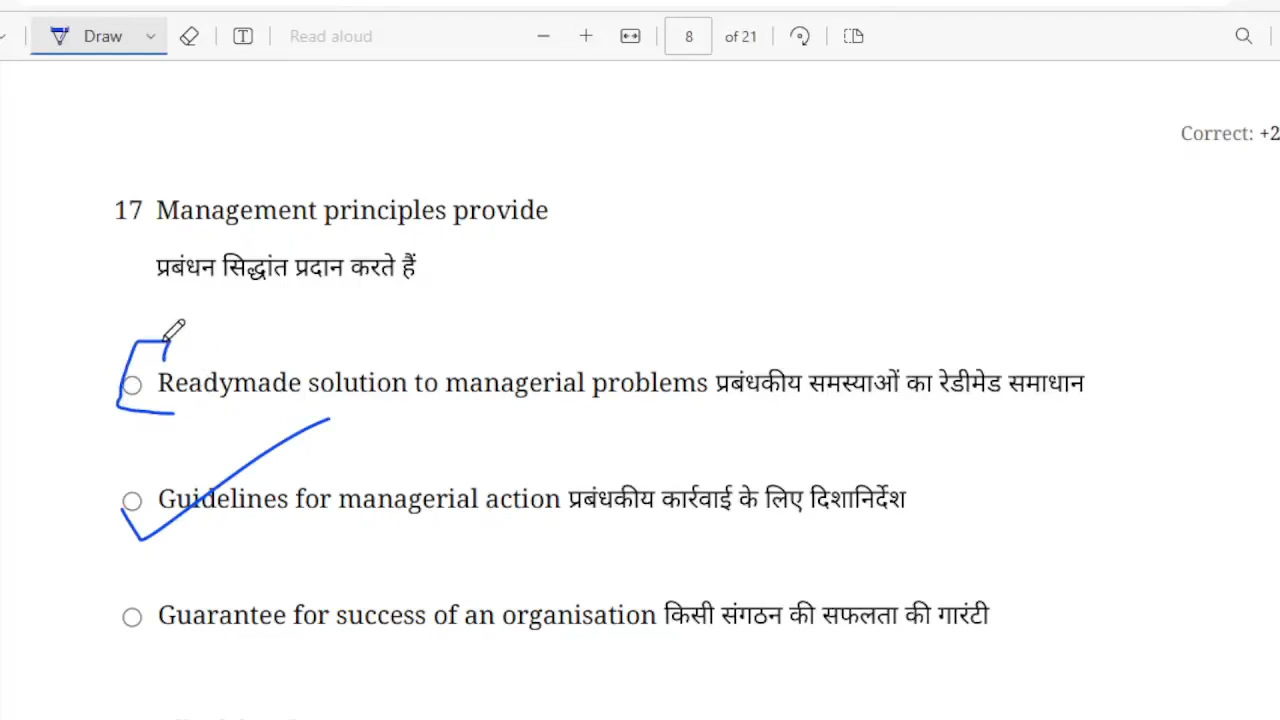 Draw
Read aloud
8 of 21
Correct: +2
17 Management principles provide
प्रबंधन सिद्धांत प्रदान करते हैं
Readymade solution to managerial problems प्रबंधकीय समस्याओं का रेडीमेड समाधान
Guidelines for managerial action प्रबंधकीय कार्रवाई के लिए दिशानिर्देश
Guarantee for success of an organisation किसी संगठन की सफलता की गारंटी